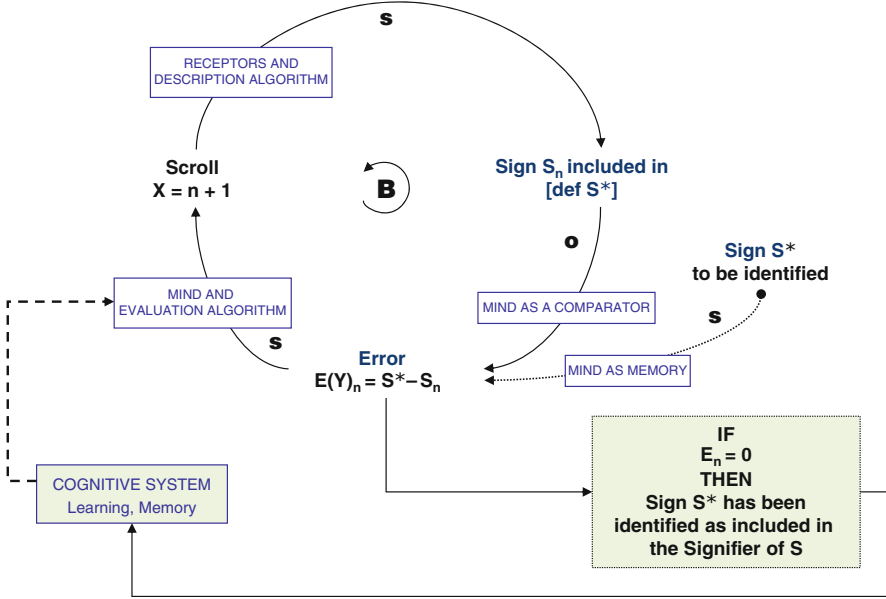 s
RECEPTORS AND
DESCRIPTION ALGORITHM
Scroll
X = n + 1
B
Sign Sₙ included in
[def S*]
o
Sign S*
to be identified
MIND AND
EVALUATION ALGORITHM
MIND AS A COMPARATOR
s
s
Error
E(Y)ₙ = S* – Sₙ
MIND AS MEMORY
IF
Eₙ = 0
THEN
Sign S* has been
identified as included in
the Signifier of S
COGNITIVE SYSTEM
Learning, Memory